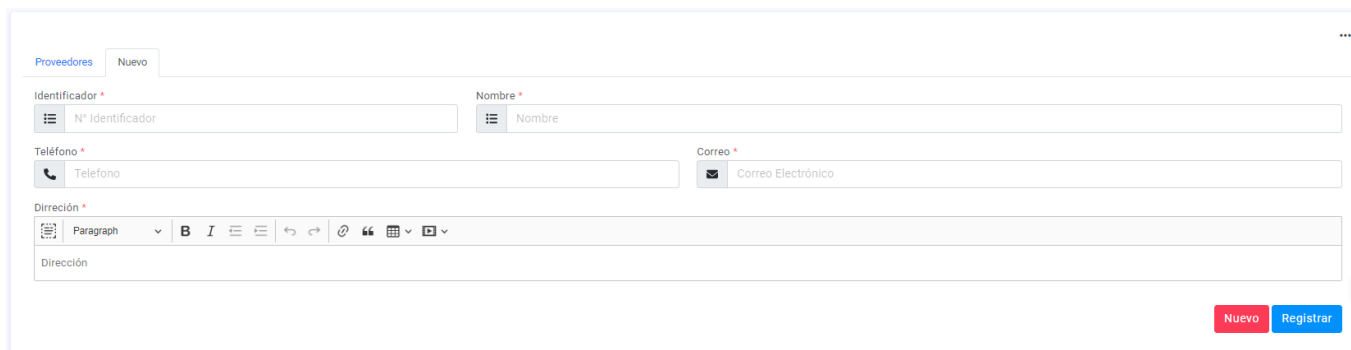 ...
Proveedores Nuevo
Identificador * Nombre *
N° Identificador Nombre
Teléfono * Correo *
Telefono Correo Electrónico
Dirreción *
Paragraph B I
Dirección
Nuevo Registrar